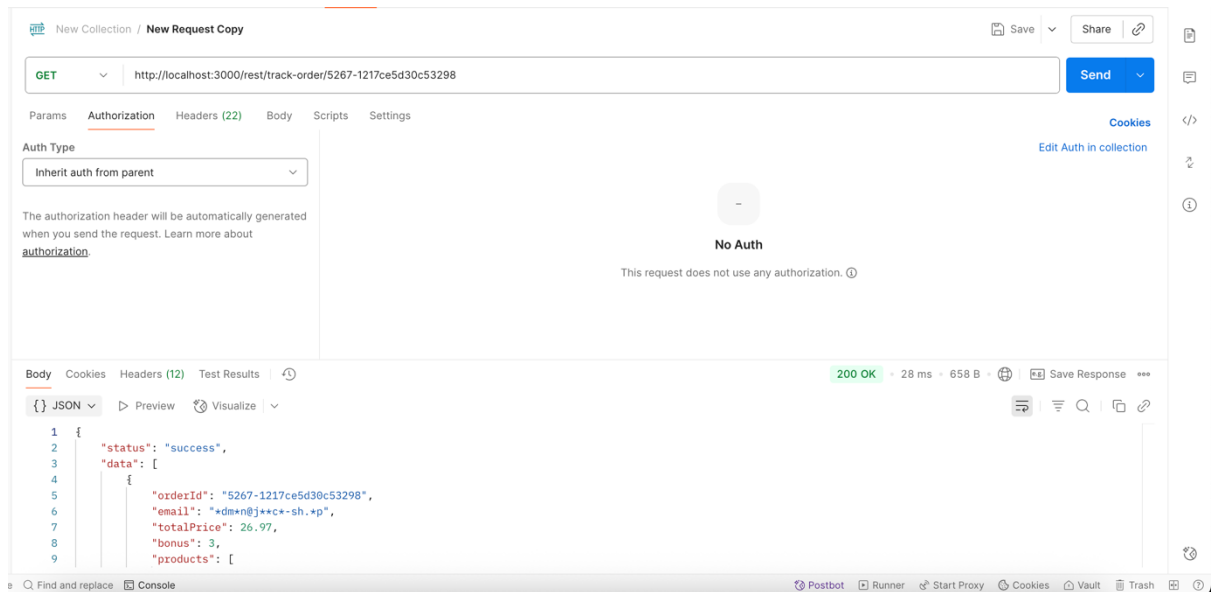 HTTP New Collection / New Request Copy Save Share
GET http://localhost:3000/rest/track-order/5267-1217ce5d30c53298 Send
Params Authorization Headers (22) Body Scripts Settings
Cookies
Auth Type
Edit Auth in collection
Inherit auth from parent
The authorization header will be automatically generated
when you send the request. Learn more about
authorization.
No Auth
This request does not use any authorization.
Body Cookies Headers (12) Test Results 200 OK • 28 ms • 658 B • e.g. Save Response
{} JSON Preview Visualize
1 {
2 "status": "success",
3 "data": [
4 {
5 "orderId": "5267-1217ce5d30c53298",
6 "email": "*dm*n@j**c*-sh.*p",
7 "totalPrice": 26.97,
8 "bonus": 3,
9 "products": [
e Find and replace Console Postbot Runner Start Proxy Cookies Vault Trash